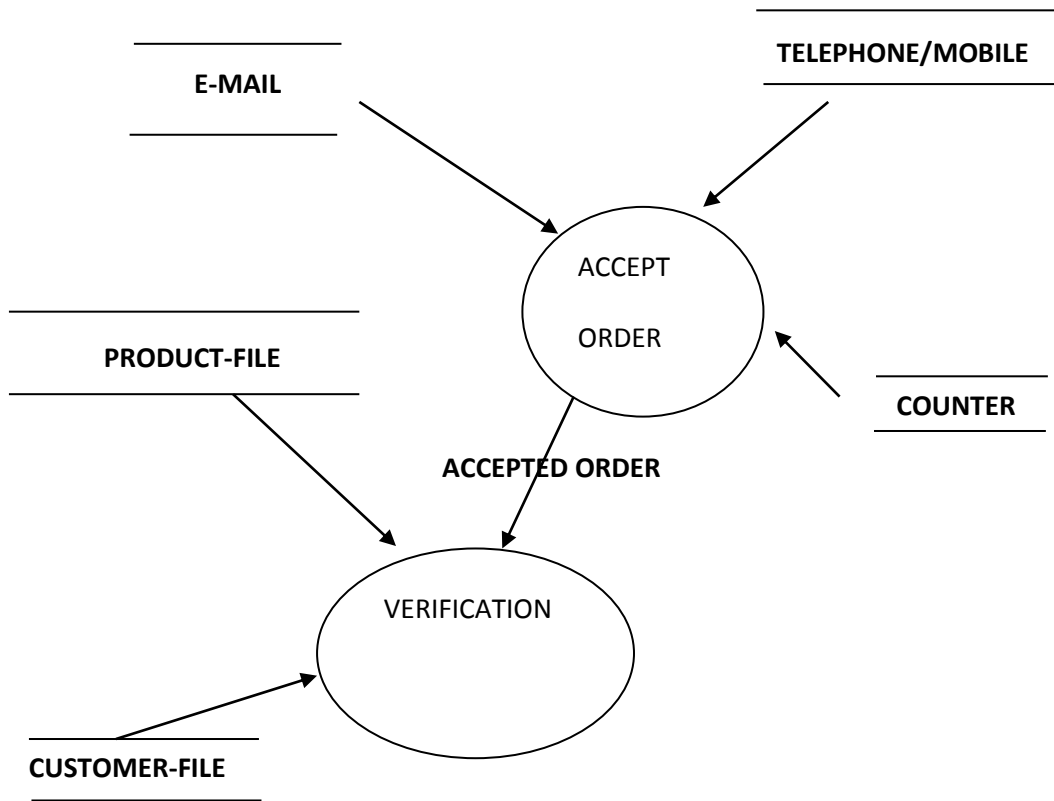 TELEPHONE/MOBILE
E-MAIL
ACCEPT
ORDER
PRODUCT-FILE
COUNTER
ACCEPTED ORDER
VERIFICATION
CUSTOMER-FILE